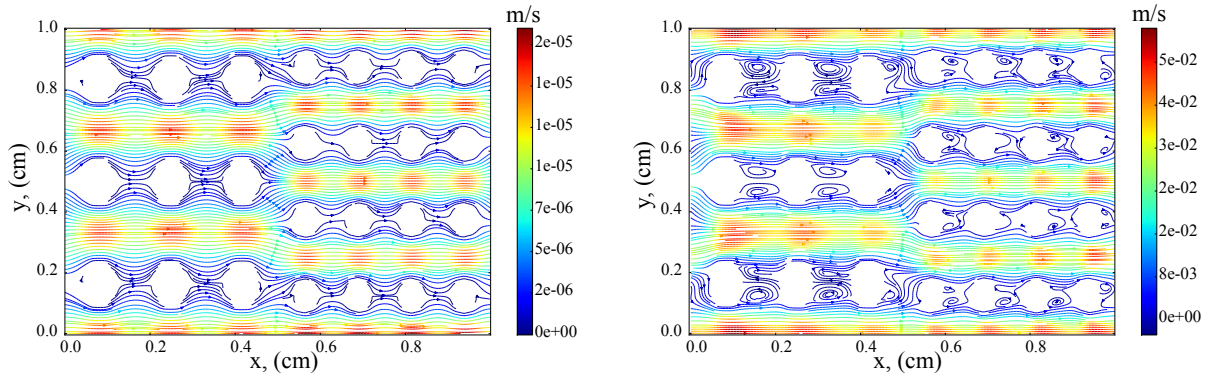 m/s
1.0
0.8
0.6
0.4
0.2
0.0
y, (cm)
0.0 0.2 0.4 0.6 0.8
x, (cm)
2e-05
1e-05
1e-05
1e-05
7e-06
5e-06
2e-06
0e+00
m/s
1.0
0.8
0.6
0.4
0.2
0.0
y, (cm)
0.0 0.2 0.4 0.6 0.8
x, (cm)
5e-02
4e-02
3e-02
2e-02
2e-02
8e-03
0e+00